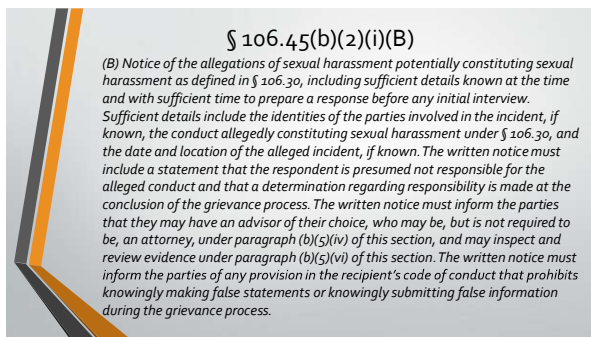 § 106.45(b)(2)(i)(B)
(B) Notice of the allegations of sexual harassment potentially constituting sexual
harassment as defined in § 106.30, including sufficient details known at the time
and with sufficient time to prepare a response before any initial interview.
Sufficient details include the identities of the parties involved in the incident, if
known, the conduct allegedly constituting sexual harassment under § 106.30, and
the date and location of the alleged incident, if known. The written notice must
include a statement that the respondent is presumed not responsible for the
alleged conduct and that a determination regarding responsibility is made at the
conclusion of the grievance process. The written notice must inform the parties
that they may have an advisor of their choice, who may be, but is not required to
be, an attorney, under paragraph (b)(5)(iv) of this section, and may inspect and
review evidence under paragraph (b)(5)(vi) of this section. The written notice must
inform the parties of any provision in the recipient's code of conduct that prohibits
knowingly making false statements or knowingly submitting false information
during the grievance process.